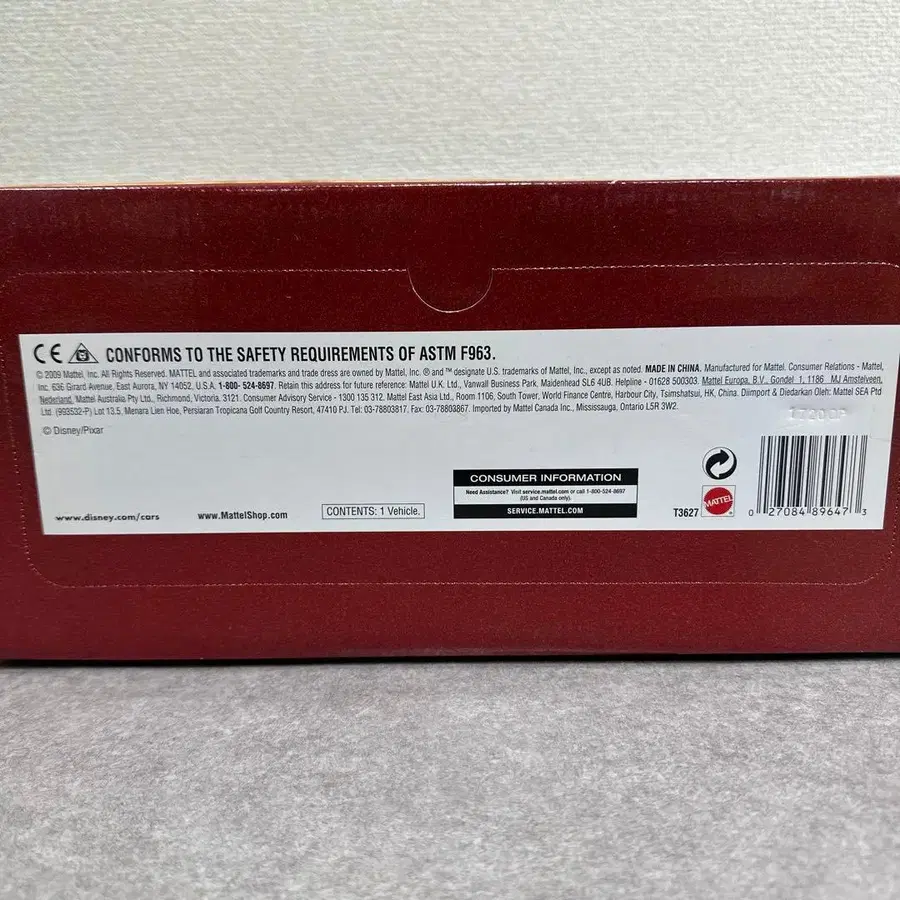 CE CONFORMS TO THE SAFETY REQUIREMENTS OF ASTM F963.
© 2009 Mattel, Inc. All Rights Reserved. MATTEL and associated trademarks and trade dress are owned by Mattel, Inc. ® and ™ designate U.S. trademarks of Mattel, Inc., except as noted. MADE IN CHINA. Manufactured for Mattel. Consumer Relations - Mattel,
Inc. 636 Girard Avenue, East Aurora, NY 14052, U.S.A. 1-800- 524-8697. Retain this address for future reference: Mattel U.K. Ltd., Vanwall Business Park, Maidenhead SL6 4UB. Helpline - 01628 500303. Mattel Europa, B.V., Gondel 1, 1186 MJ Amstelveen,
Nederland. Mattel Australia Pty Ltd., Richmond, Victoria. 3121. Consumer Advisory Service - 1300 135 312. Mattel East Asia Ltd., Room 1106, South Tower, World Finance Centre, Harbour City, Tsimshatsui, HK, China. Diimport & Diedarkan Oleh: Mattel SEA Ptd
Ltd. (993532-P) Lot 13.5, Menara Lien Hoe, Persiaran Tropicana Golf Country Resort, 47410 PJ. Tel: 03-78803817. Fax: 03-78803867. Imported by Mattel Canada Inc., Mississauga, Ontario L5R 3W2.
© Disney/Pixar
CONSUMER INFORMATION
Need Assistance? Visit service.mattel.com or call 1-800-524-8697
(US and Canada only).
SERVICE.MATTEL.COM
www.disney.com/cars
www.MattelShop.com
CONTENTS: 1 Vehicle.
T3627
MATTEL
0 27084 89647 3